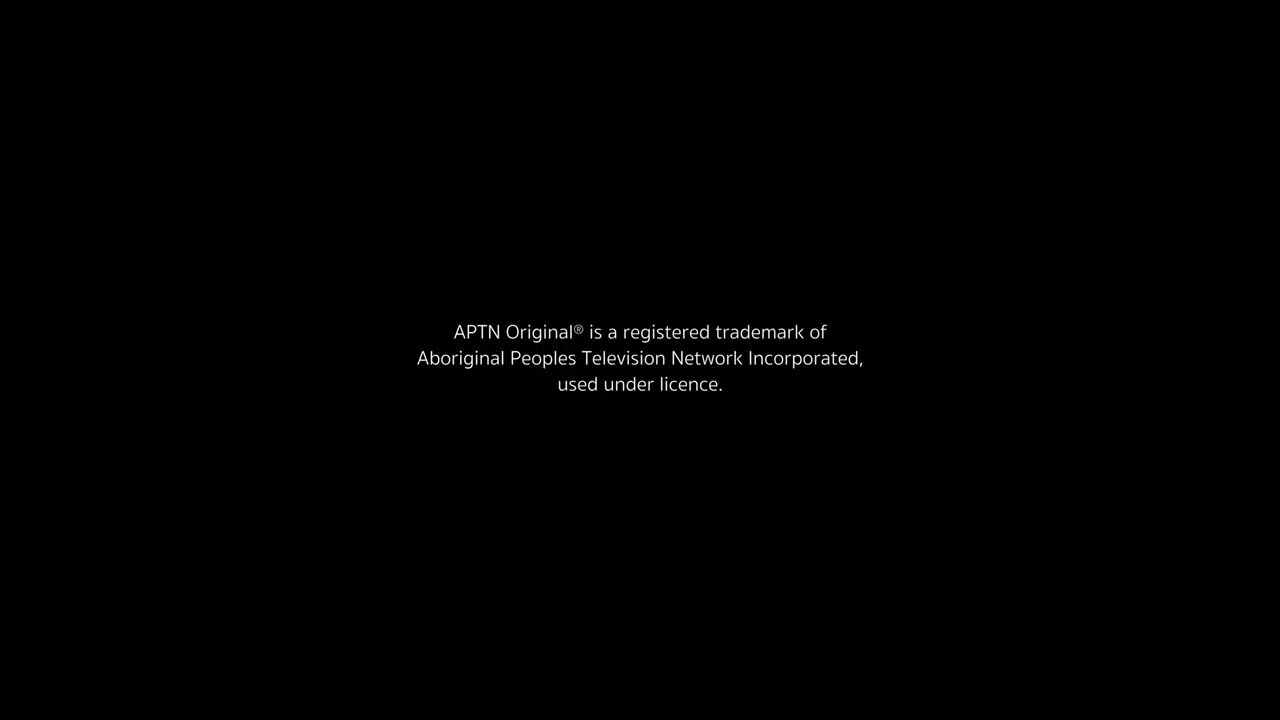 APTN Original® is a registered trademark of
Aboriginal Peoples Television Network Incorporated,
used under licence.